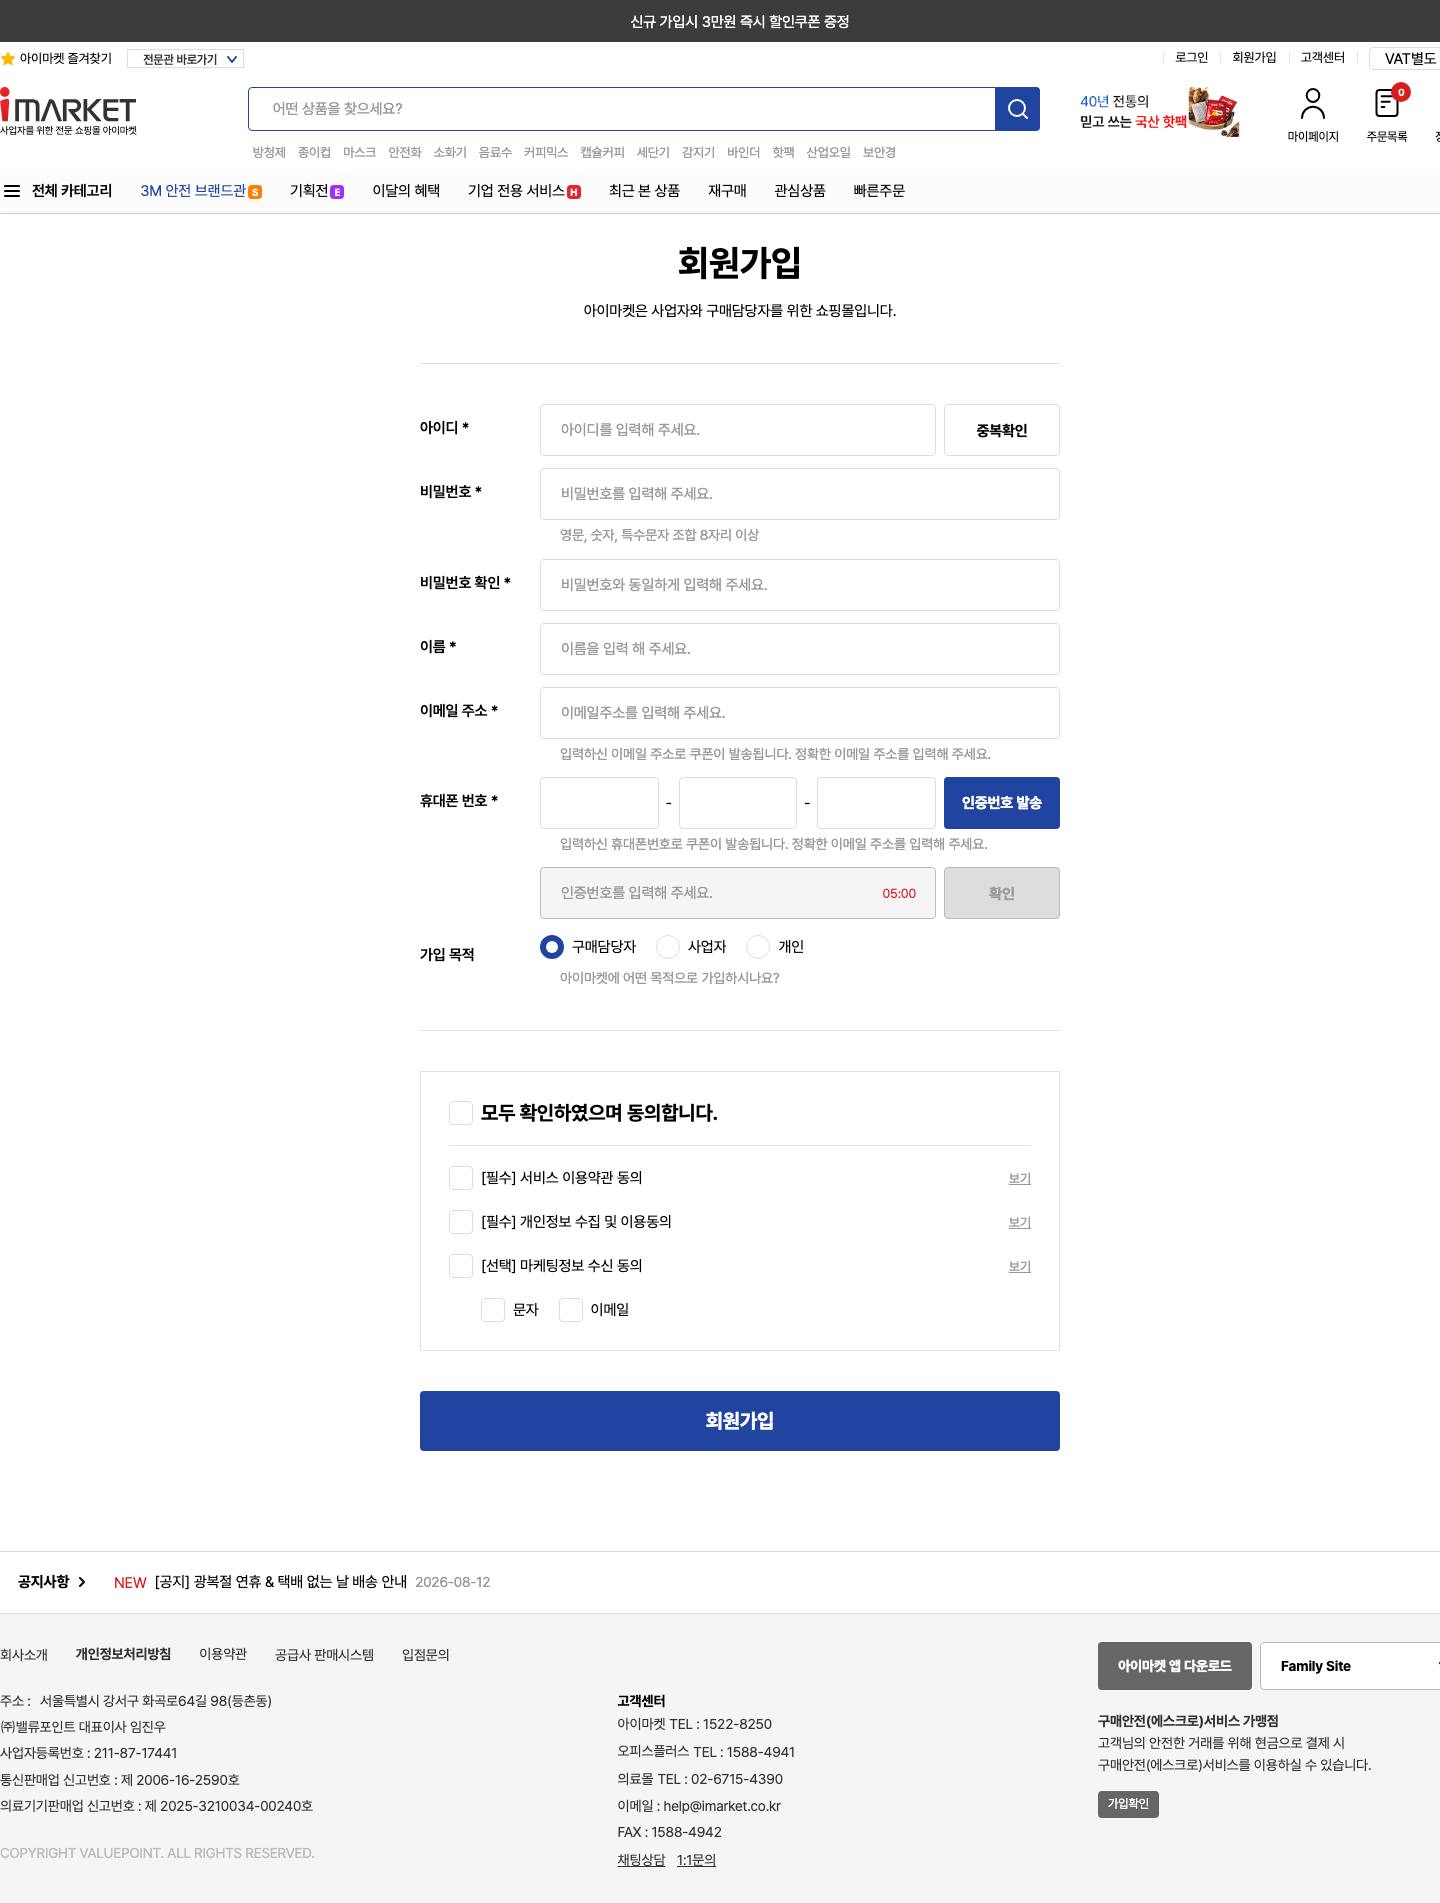 신규 가입시 3만원 즉시 할인쿠폰 증정
아이마켓 즐겨찾기
전문관 바로가기
로그인
회원가입
고객센터
VAT별도
iMARKET
사업자를 위한 전문 쇼핑몰 아이마켓
어떤 상품을 찾으세요?
40년 전통의
믿고 쓰는 국산 핫팩
0
마이페이지
주문목록
방청제 종이컵 마스크 안전화 소화기 음료수 커피믹스 캡슐커피 세단기 감지기 바인더 핫팩 산업오일 보안경
전체 카테고리
3M 안전 브랜드관 S
기획전 E
이달의 혜택
기업 전용 서비스 H
최근 본 상품
재구매
관심상품
빠른주문
회원가입
아이마켓은 사업자와 구매담당자를 위한 쇼핑몰입니다.
아이디 *
아이디를 입력해 주세요.
중복확인
비밀번호 *
비밀번호를 입력해 주세요.
영문, 숫자, 특수문자 조합 8자리 이상
비밀번호 확인 *
비밀번호와 동일하게 입력해 주세요.
이름 *
이름을 입력 해 주세요.
이메일 주소 *
이메일주소를 입력해 주세요.
입력하신 이메일 주소로 쿠폰이 발송됩니다. 정확한 이메일 주소를 입력해 주세요.
휴대폰 번호 *
- -
인증번호 발송
입력하신 휴대폰번호로 쿠폰이 발송됩니다. 정확한 이메일 주소를 입력해 주세요.
인증번호를 입력해 주세요.
05:00
확인
가입 목적
구매담당자
사업자
개인
아이마켓에 어떤 목적으로 가입하시나요?
모두 확인하였으며 동의합니다.
[필수] 서비스 이용약관 동의
보기
[필수] 개인정보 수집 및 이용동의
보기
[선택] 마케팅정보 수신 동의
보기
문자
이메일
회원가입
공지사항
NEW [공지] 광복절 연휴 & 택배 없는 날 배송 안내 2026-08-12
회사소개
개인정보처리방침
이용약관
공급사 판매시스템
입점문의
주소 : 서울특별시 강서구 화곡로64길 98(등촌동)
㈜밸류포인트 대표이사 임진우
사업자등록번호 : 211-87-17441
통신판매업 신고번호 : 제 2006-16-2590호
의료기기판매업 신고번호 : 제 2025-3210034-00240호
COPYRIGHT VALUEPOINT. ALL RIGHTS RESERVED.
고객센터
아이마켓 TEL : 1522-8250
오피스플러스 TEL : 1588-4941
의료몰 TEL : 02-6715-4390
이메일 : help@imarket.co.kr
FAX : 1588-4942
채팅상담
1:1문의
아이마켓 앱 다운로드
Family Site
구매안전(에스크로)서비스 가맹점
고객님의 안전한 거래를 위해 현금으로 결제 시
구매안전(에스크로)서비스를 이용하실 수 있습니다.
가입확인